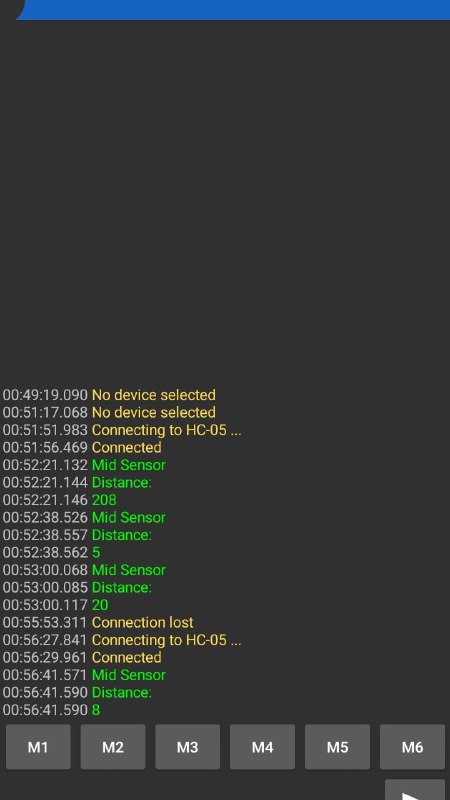 00:49:19.090 No device selected
00:51:17.068 No device selected
00:51:51.983 Connecting to HC-05 ...
00:51:56.469 Connected
00:52:21.132 Mid Sensor
00:52:21.144 Distance:
00:52:21.146 208
00:52:38.526 Mid Sensor
00:52:38.557 Distance:
00:52:38.562 5
00:53:00.068 Mid Sensor
00:53:00.085 Distance:
00:53:00.117 20
00:55:53.311 Connection lost
00:56:27.841 Connecting to HC-05 ...
00:56:29.961 Connected
00:56:41.571 Mid Sensor
00:56:41.590 Distance:
00:56:41.590 8
M1 M2 M3 M4 M5 M6